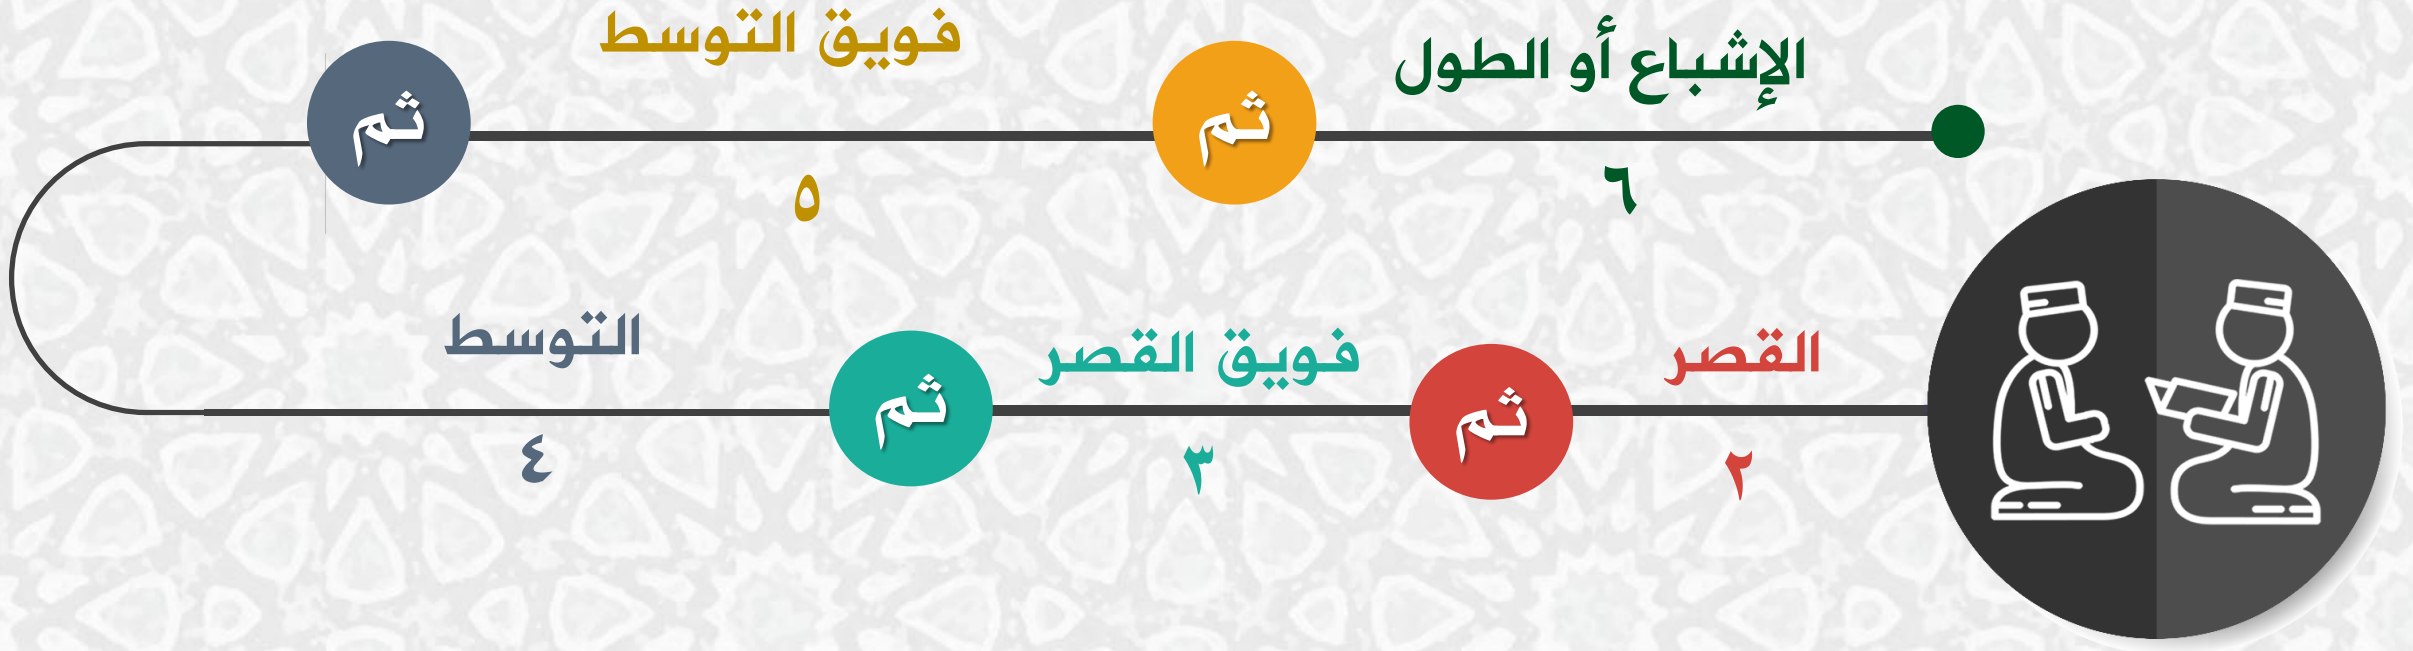 القصر
٢
ثم
فويق القصر
٣
ثم
التوسط
٤
ثم
فويق التوسط
٥
ثم
الإشباع أو الطول
٦